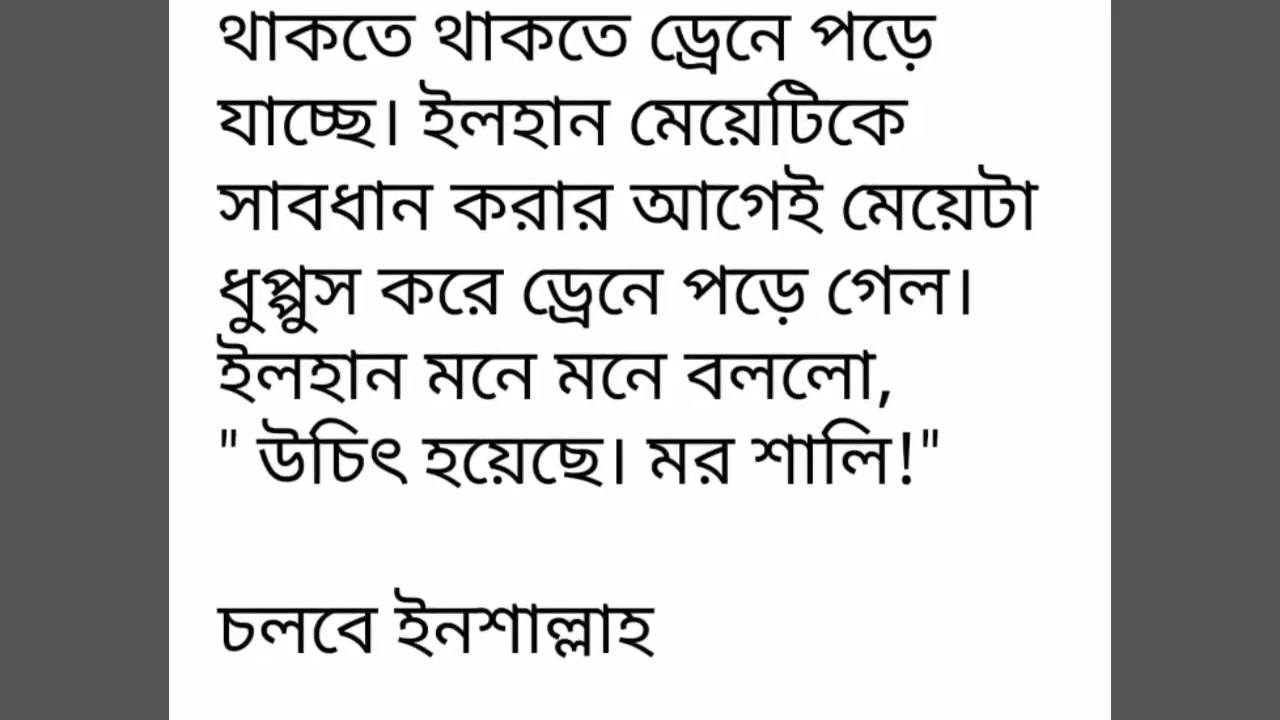 থাকতে থাকতে ড্রেনে পড়ে
যাচ্ছে। ইলহান মেয়েটিকে
সাবধান করার আগেই মেয়েটা
ধুপ্পুস করে ড্রেনে পড়ে গেল।
ইলহান মনে মনে বললো,
" উচিৎ হয়েছে। মর শালি!"
চলবে ইনশাল্লাহ